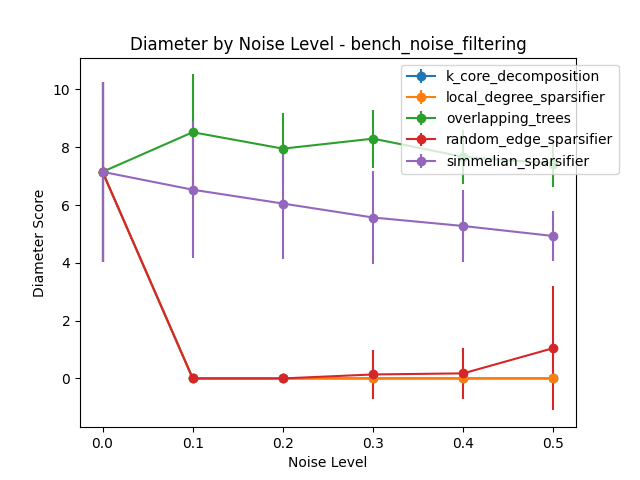 Diameter by Noise Level - bench_noise_filtering
k_core_decomposition
local_degree_sparsifier
overlapping_trees
random_edge_sparsifier
simmelian_sparsifier
Diameter Score
10
8
6
4
2
0
0.0 0.1 0.2 0.3 0.4 0.5
Noise Level